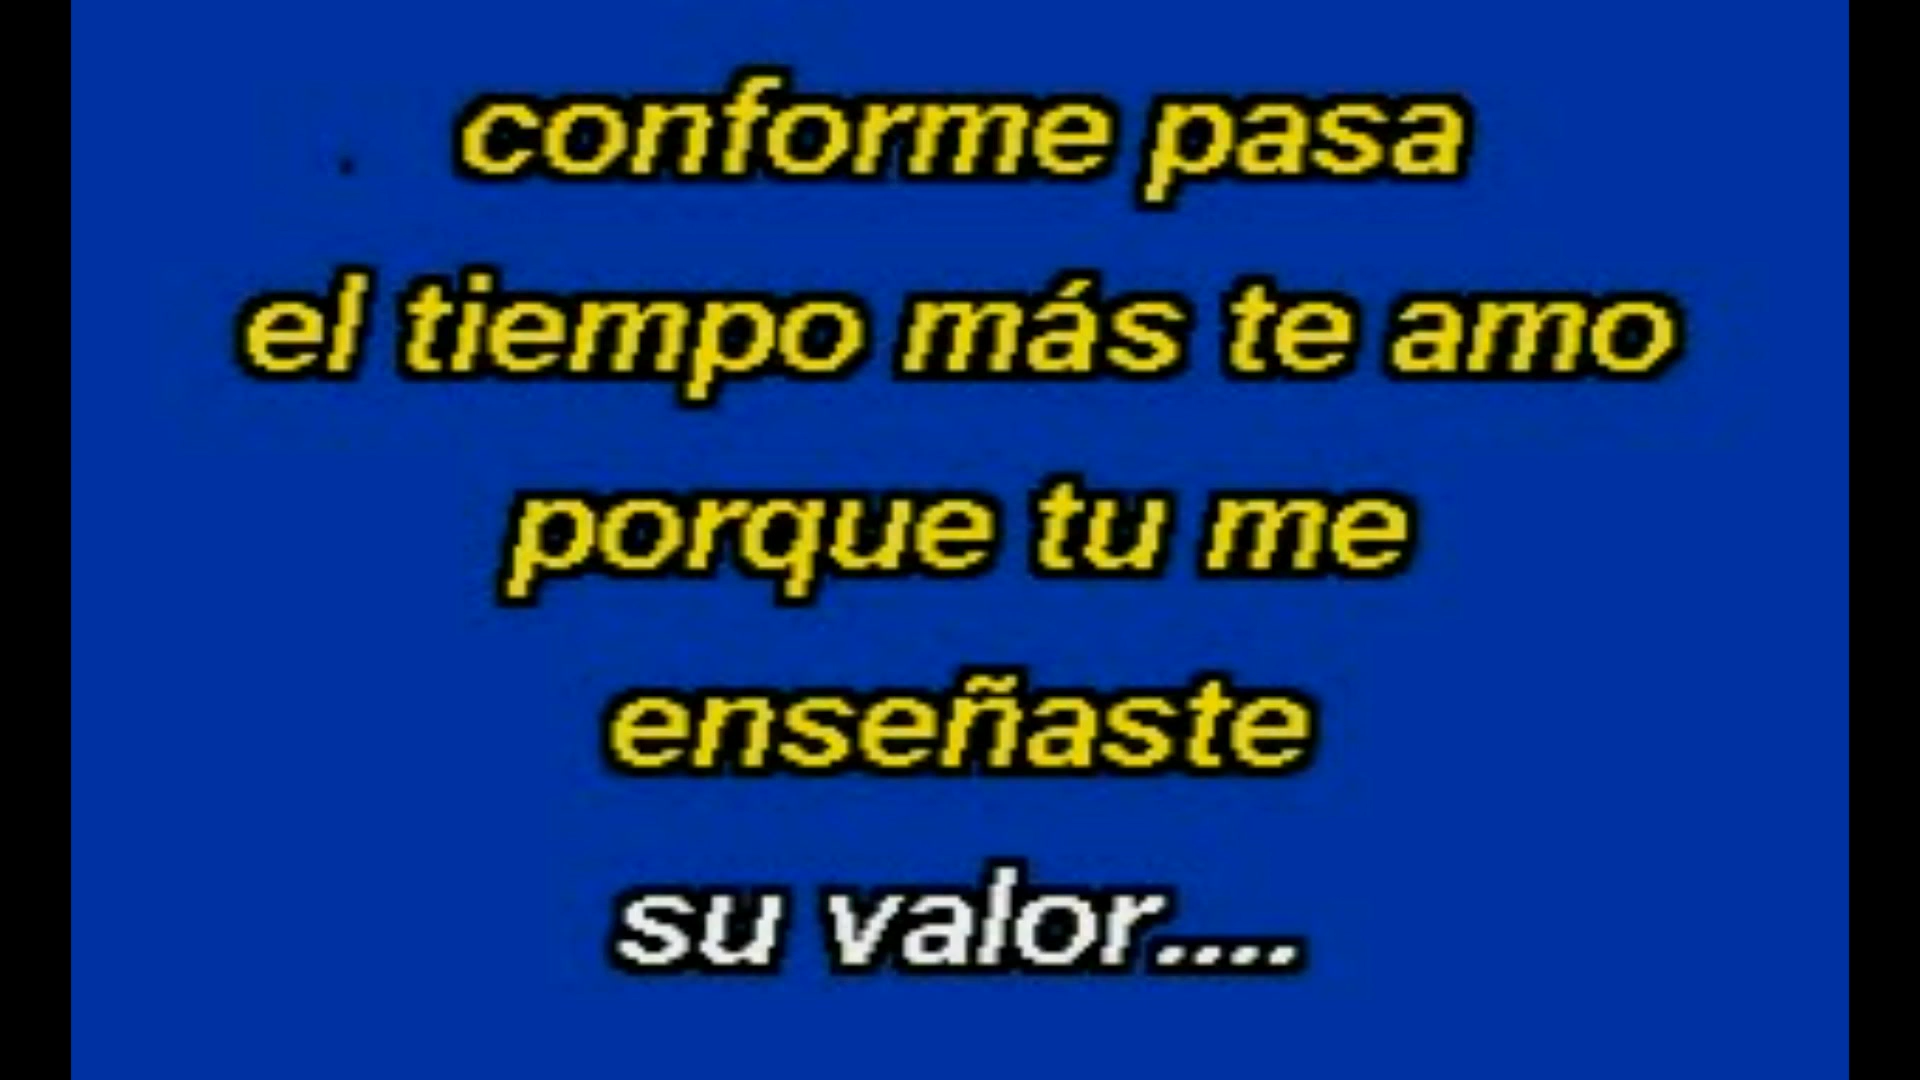 conforme pasa
el tiempo más te amo
porque tu me
enseñaste
su valor....